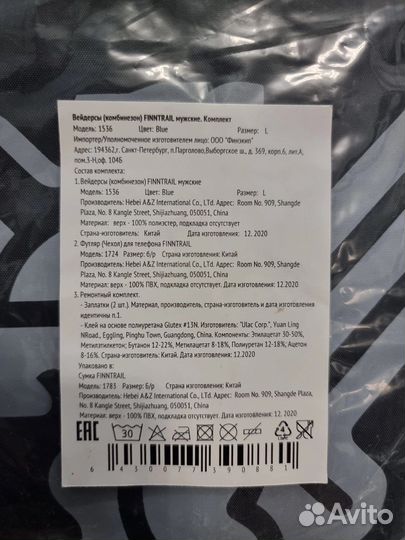 Вейдерсы (комбинезон) FINNTRAIL мужские. Комплект
Модель: 1536 Цвет: Blue Размер: L
Импортер/Уполномоченное изготовителем лицо: ООО "Финэкип"
Адрес: 194362,г. Санкт-Петербург, п.Парголово,Выборгское ш., д. 369, корп.6, лит.А,
пом.3-Н,оф. 104Б
Состав комплекта:
1. Вейдерсы (комбинезон) FINNTRAIL мужские
Модель: 1536 Цвет: Blue Размер: L
Производитель: Hebei A&Z International Co., LTD Адрес: Room No. 909, Shangde
Plaza, No. 8 Kangle Street, Shijiazhuang, 050051, China
Материал: верх - 100% полиэстер, подкладка отсутствует
Страна-изготовитель: Китай Дата изготовления: 12. 2020
2. Футляр (Чехол) для телефона FINNTRAIL
Модель: 1724 Размер: б/р Страна изготовления: Китай
Производитель: Hebei A&Z International Co., LTD Адрес: Room No. 909, Shangde
Plaza, No. 8 Kangle Street, Shijiazhuang, 050051, China
Материал: верх - 100% ПВХ, подкладка отсутствует. Дата изготовления: 12.2020
3. Ремонтный комплект.
- Заплатки (2 шт.). Материал, производитель, страна-изготовитель и дата изготовления
идентичны п.1.
- Клей на основе полиуретана Glutex #13N. Изготовитель: "Ulac Corp.", Yuan Ling
NRoad., Eggling, Pinghu Town, Guangdong, China. Компоненты: Эпилацетат 30-50%,
Метилэтилкетон; Бутанон 12-22%, Метилацетат 8-18%, Полиуретан 12-18%, Ацетон
8-16%. Страна-изготовитель: Китай. Дата изготовления: 12.2020
Упаковано в:
Сумка FINNTRAIL
Модель: 1783 Размер: б/р Страна изготовления: Китай
Производитель: Hebei A&Z International Co., LTD Адрес: Room No. 909, Shangde Plaza,
No. 8 Kangle Street, Shijiazhuang, 050051, China
Материал: верх - 100% ПВХ, подкладка отсутствует. Дата изготовления: 12. 2020
EAC 30 4
6 430077 390881
Avito